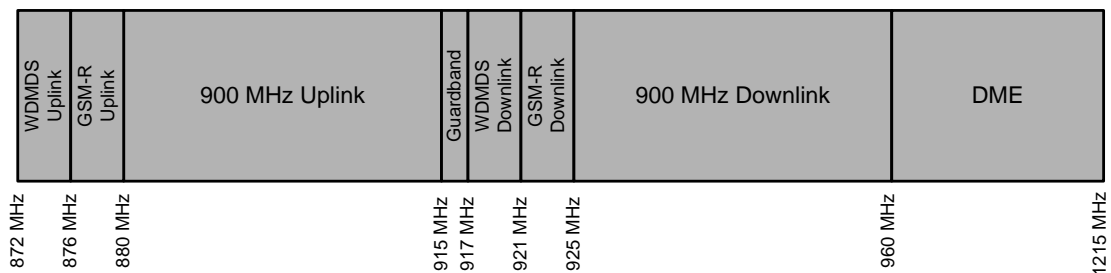 WDMDS
Uplink
GSM-R
Uplink
900 MHz Uplink
Guardband
WDMDS
Downlink
GSM-R
Downlink
900 MHz Downlink
DME
872 MHz
876 MHz
880 MHz
915 MHz
917 MHz
921 MHz
925 MHz
960 MHz
1215 MHz